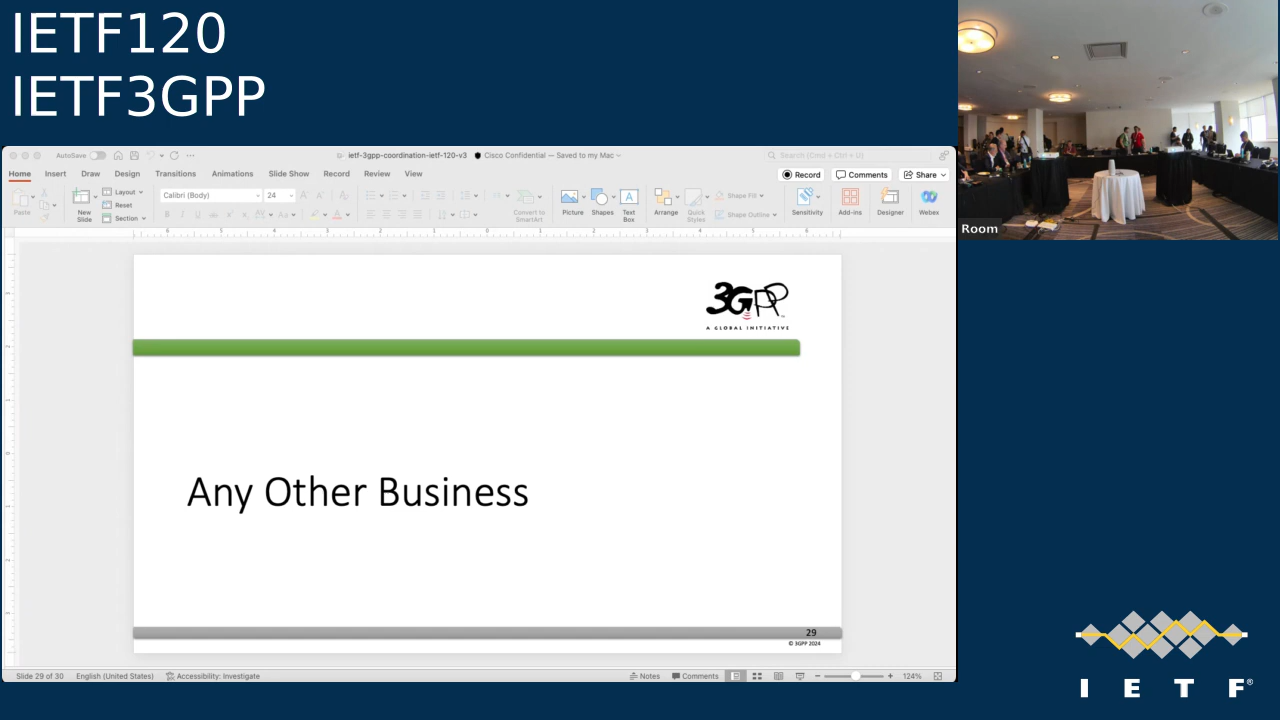 IETF120
IETF3GPP
Room
AutoSave
ietf-3gpp-coordination-ietf-120-v3
Cisco Confidential — Saved to my Mac
Search (Cmd + Ctrl + U)
Home Insert Draw Design Transitions Animations Slide Show Record Review View
Record Comments Share
Paste
New Slide
Layout
Reset
Section
Calibri (Body) 24
Convert to SmartArt
Picture Shapes Text Box
Arrange Quick Styles
Shape Fill
Shape Outline
Sensitivity Add-ins Designer Webex
3GPP
A GLOBAL INITIATIVE
Any Other Business
29
© 3GPP 2024
Slide 29 of 30 English (United States) Accessibility: Investigate
Notes Comments 124%
I E T F®